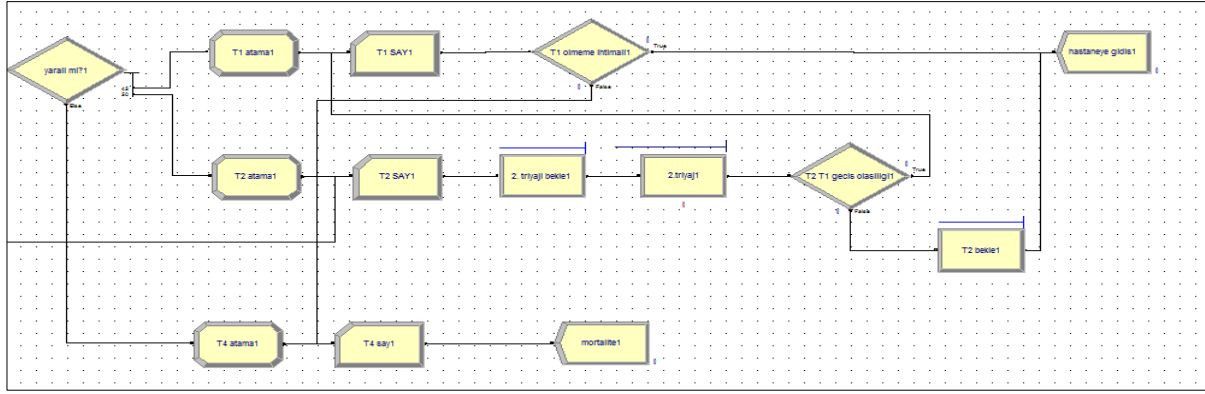 T1 atama1
T1 SAY1
T1 olmeme ihtimali1
True
hastaneye gidis1
yarali mi?1
Else
False
T2 atama1
T2 SAY1
2. triyaji bekle1
2.triyaj1
T2 T1 gecis olasiligi1
True
False
T2 bekle1
T4 atama1
T4 say1
mortalite1